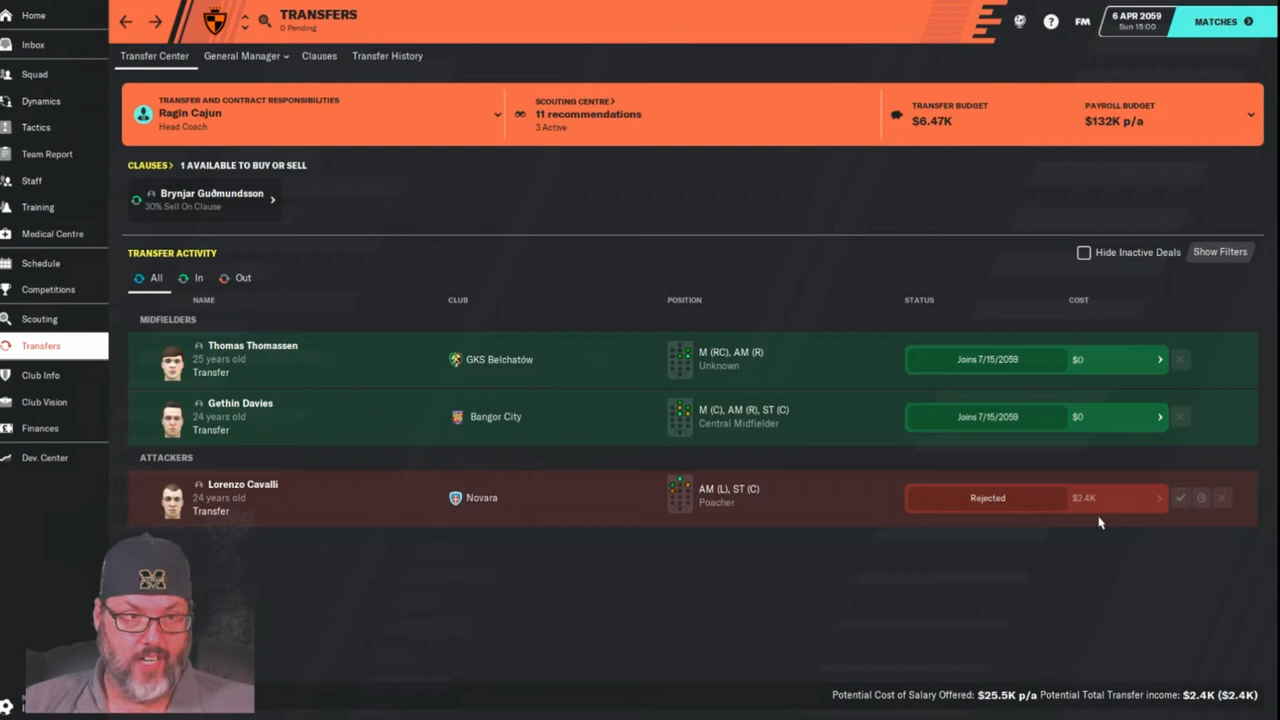 Home
Inbox
Squad
Dynamics
Tactics
Team Report
Staff
Training
Medical Centre
Schedule
Competitions
Scouting
Transfers
Club Info
Club Vision
Finances
Dev. Center
TRANSFERS
0 Pending
FM
6 APR 2059
Sun 15:00
MATCHES
Transfer Center
General Manager
Clauses
Transfer History
TRANSFER AND CONTRACT RESPONSIBILITIES
Ragin Cajun
Head Coach
SCOUTING CENTRE >
11 recommendations
3 Active
TRANSFER BUDGET
$6.47K
PAYROLL BUDGET
$132K p/a
CLAUSES > 1 AVAILABLE TO BUY OR SELL
Brynjar Guðmundsson
30% Sell On Clause
TRANSFER ACTIVITY
Hide Inactive Deals
Show Filters
All
In
Out
NAME CLUB POSITION STATUS COST
MIDFIELDERS
Thomas Thomassen
25 years old
Transfer
GKS Belchatów
M (RC), AM (R)
Unknown
Joins 7/15/2059
$0
Gethin Davies
24 years old
Transfer
Bangor City
M (C), AM (R), ST (C)
Central Midfielder
Joins 7/15/2059
$0
ATTACKERS
Lorenzo Cavalli
24 years old
Transfer
Novara
AM (L), ST (C)
Poacher
Rejected
$2.4K
M
Potential Cost of Salary Offered: $25.5K p/a Potential Total Transfer income: $2.4K ($2.4K)